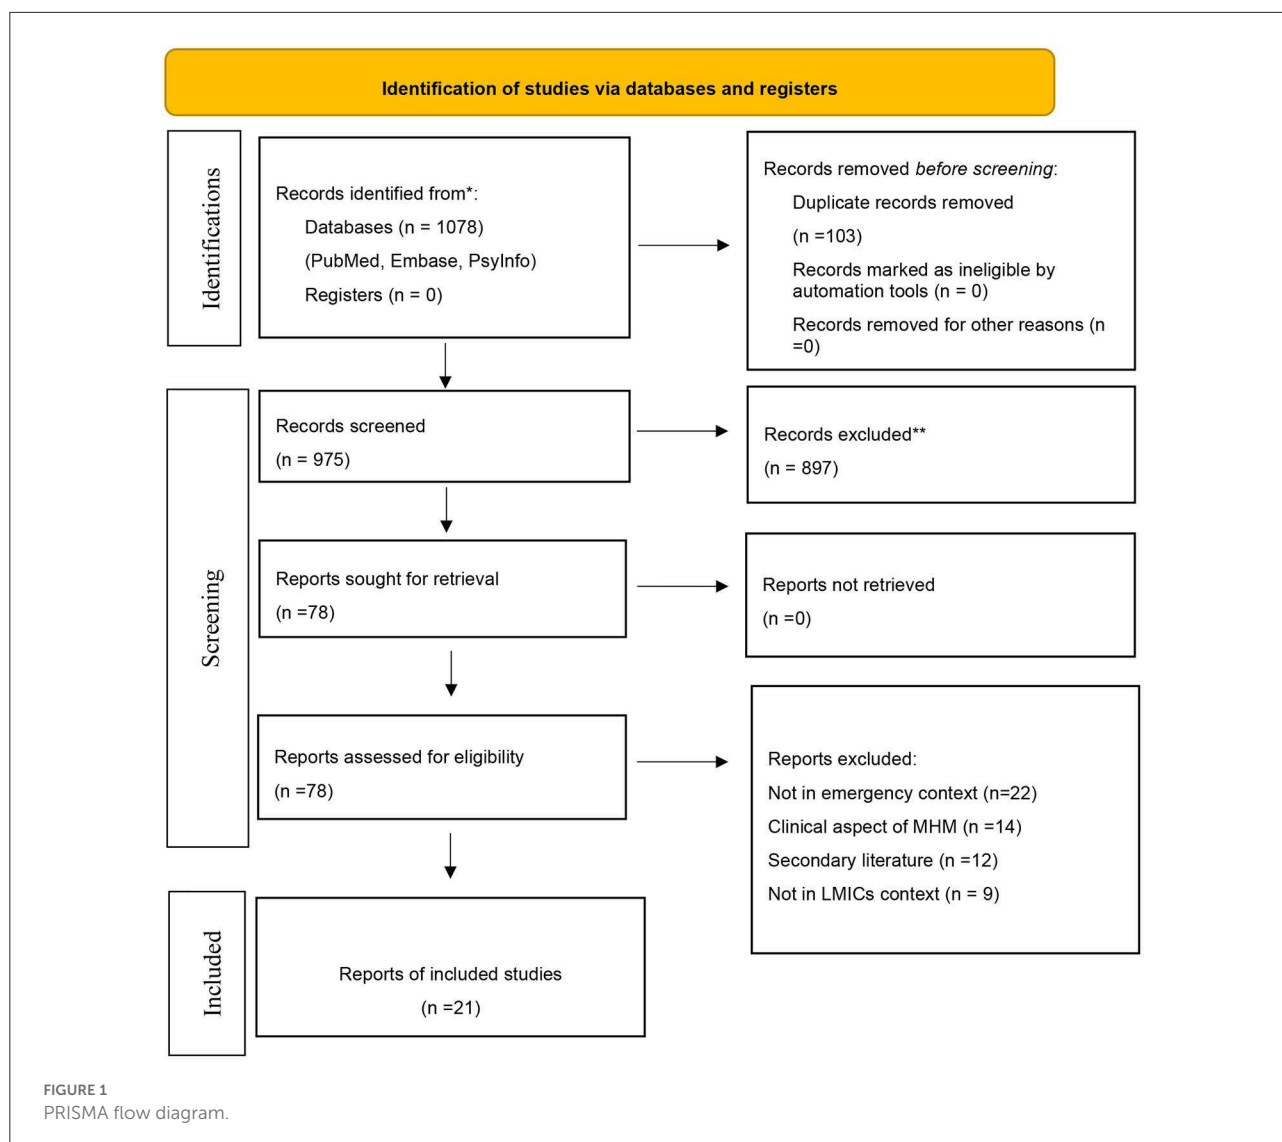 Identification of studies via databases and registers
Identifications
Records identified from*:
Databases (n = 1078)
(PubMed, Embase, PsyInfo)
Registers (n = 0)
Records removed before screening:
Duplicate records removed
(n =103)
Records marked as ineligible by
automation tools (n = 0)
Records removed for other reasons (n
=0)
Screening
Records screened
(n = 975)
Records excluded**
(n = 897)
Reports sought for retrieval
(n =78)
Reports not retrieved
(n =0)
Reports assessed for eligibility
(n =78)
Reports excluded:
Not in emergency context (n=22)
Clinical aspect of MHM (n =14)
Secondary literature (n =12)
Not in LMICs context (n = 9)
Included
Reports of included studies
(n =21)
FIGURE 1
PRISMA flow diagram.